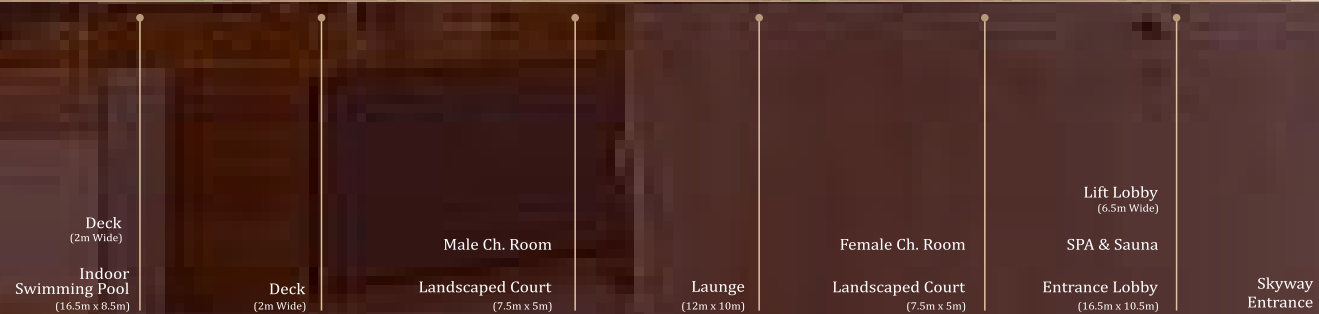 Deck
(2m Wide)
Indoor
Swimming Pool
(16.5m x 8.5m)
Deck
(2m Wide)
Male Ch. Room
Landscaped Court
(7.5m x 5m)
Launge
(12m x 10m)
Female Ch. Room
Landscaped Court
(7.5m x 5m)
Lift Lobby
(6.5m Wide)
SPA & Sauna
Entrance Lobby
(16.5m x 10.5m)
Skyway
Entrance